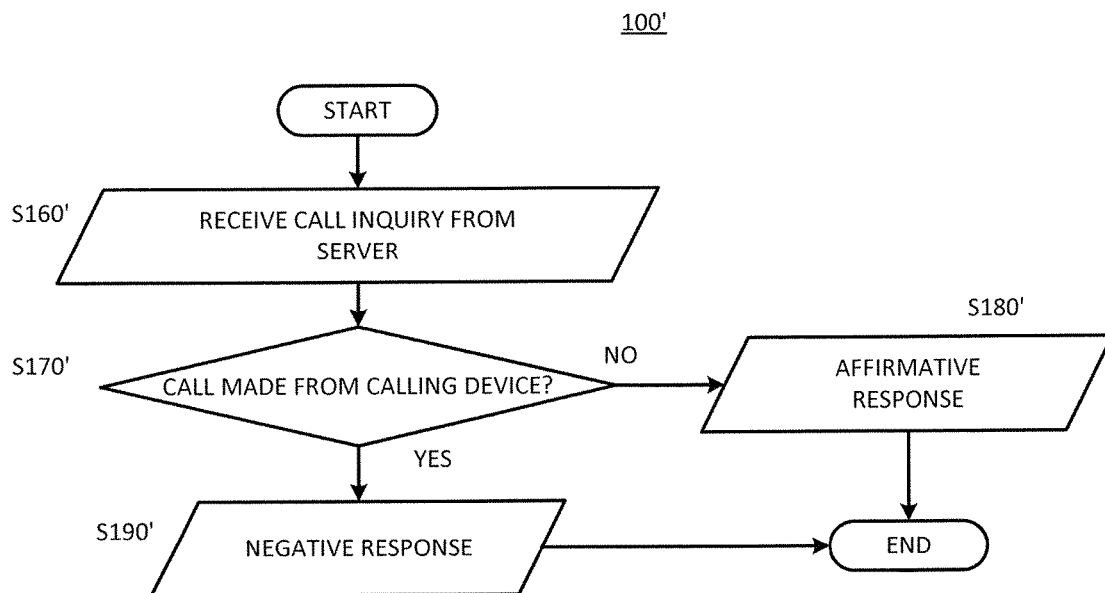 100'
START
S160'
RECEIVE CALL INQUIRY FROM
SERVER
S180'
S170'
CALL MADE FROM CALLING DEVICE?
NO
AFFIRMATIVE
RESPONSE
YES
S190'
NEGATIVE RESPONSE
END